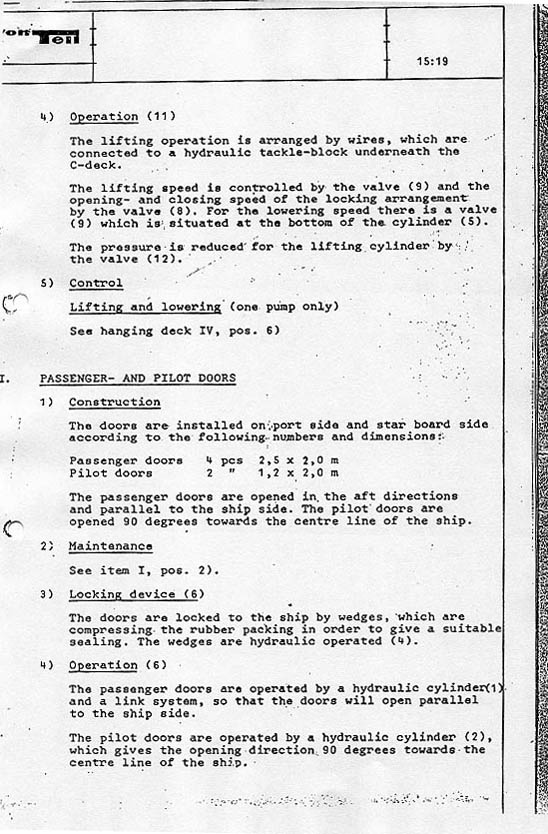 von Tell
15:19
4) Operation (11)
The lifting operation is arranged by wires, which are
connected to a hydraulic tackle-block underneath the
C-deck.
The lifting speed is controlled by the valve (9) and the
opening- and closing speed of the locking arrangement
by the valve (8). For the lowering speed there is a valve
(9) which is situated at the bottom of the cylinder (5).
The pressure is reduced for the lifting cylinder by
the valve (12).
5) Control
Lifting and lowering (one pump only)
See hanging deck IV, pos. 6)
I. PASSENGER- AND PILOT DOORS
1) Construction
The doors are installed on port side and star board side
according to the following numbers and dimensions:
Passenger doors 4 pcs 2,5 x 2,0 m
Pilot doors 2 " 1,2 x 2,0 m
The passenger doors are opened in the aft directions
and parallel to the ship side. The pilot doors are
opened 90 degrees towards the centre line of the ship.
2) Maintenance
See item I, pos. 2).
3) Locking device (6)
The doors are locked to the ship by wedges, which are
compressing the rubber packing in order to give a suitable
sealing. The wedges are hydraulic operated (4).
4) Operation (6)
The passenger doors are operated by a hydraulic cylinder(1)
and a link system, so that the doors will open parallel
to the ship side.
The pilot doors are operated by a hydraulic cylinder (2),
which gives the opening direction 90 degrees towards the
centre line of the ship.